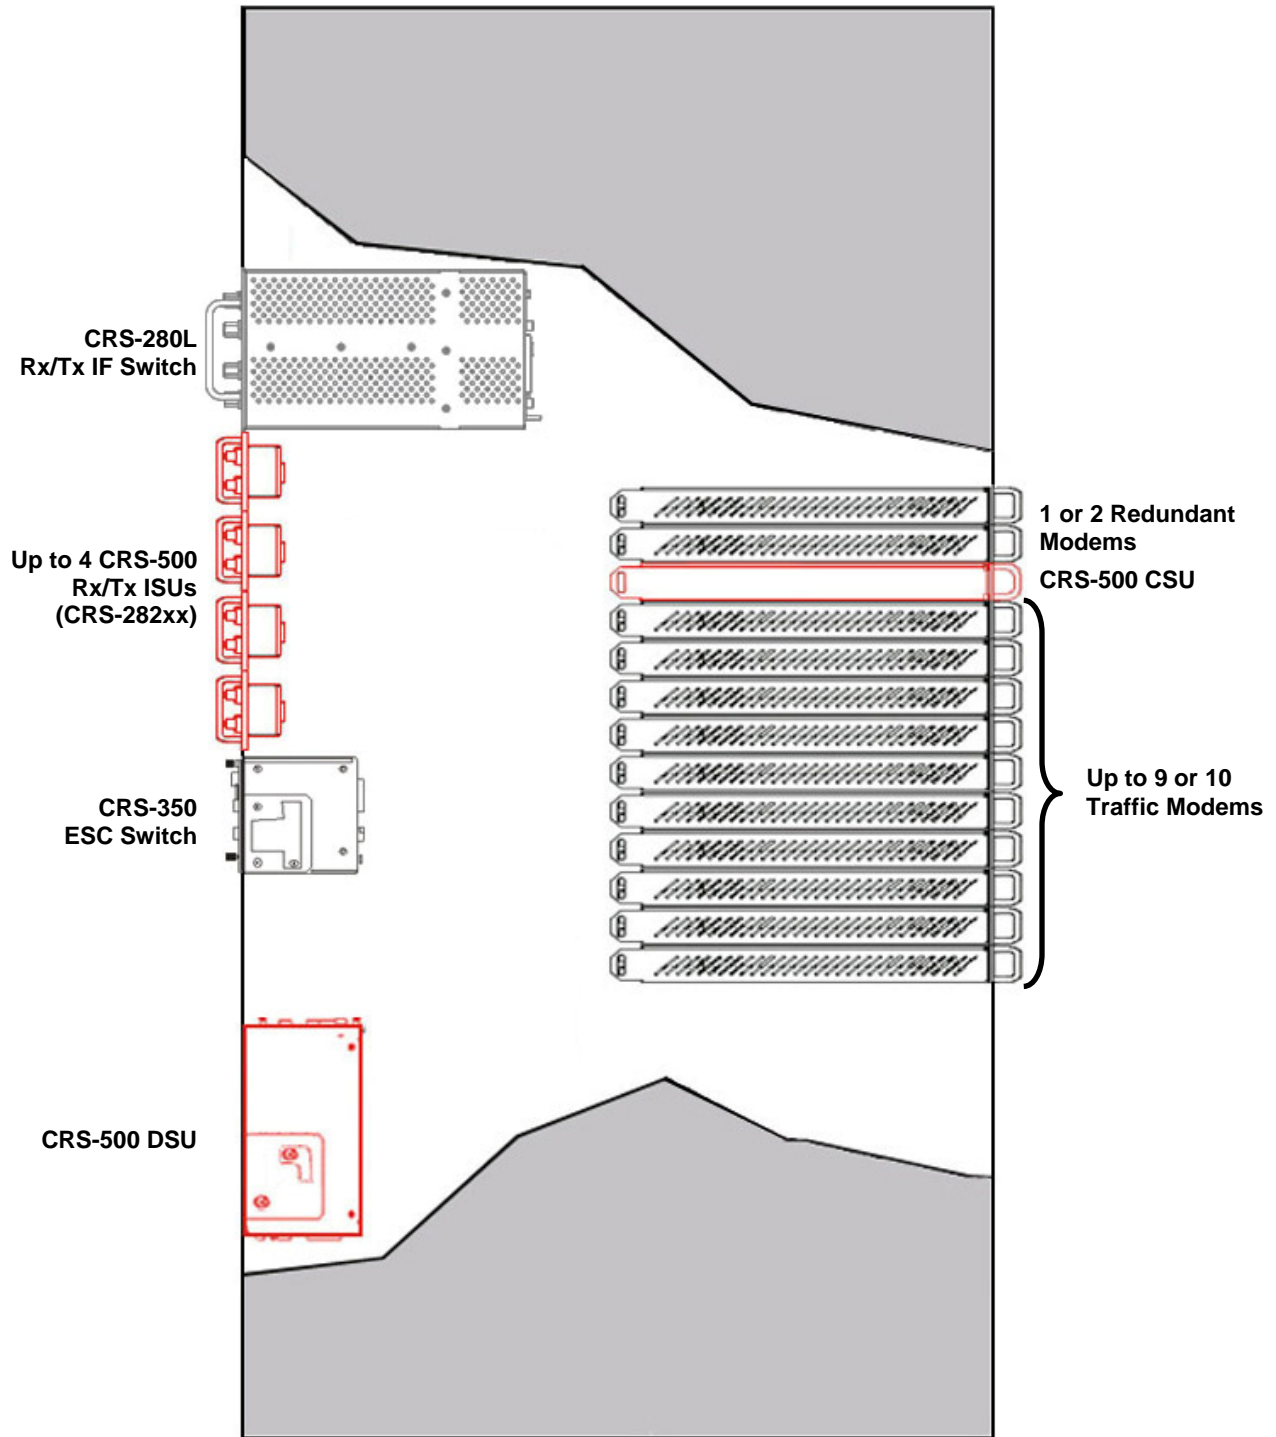 CRS-280L
Rx/Tx IF Switch
Up to 4 CRS-500
Rx/Tx ISUs
(CRS-282xx)
CRS-350
ESC Switch
CRS-500 DSU
1 or 2 Redundant
Modems
CRS-500 CSU
Up to 9 or 10
Traffic Modems